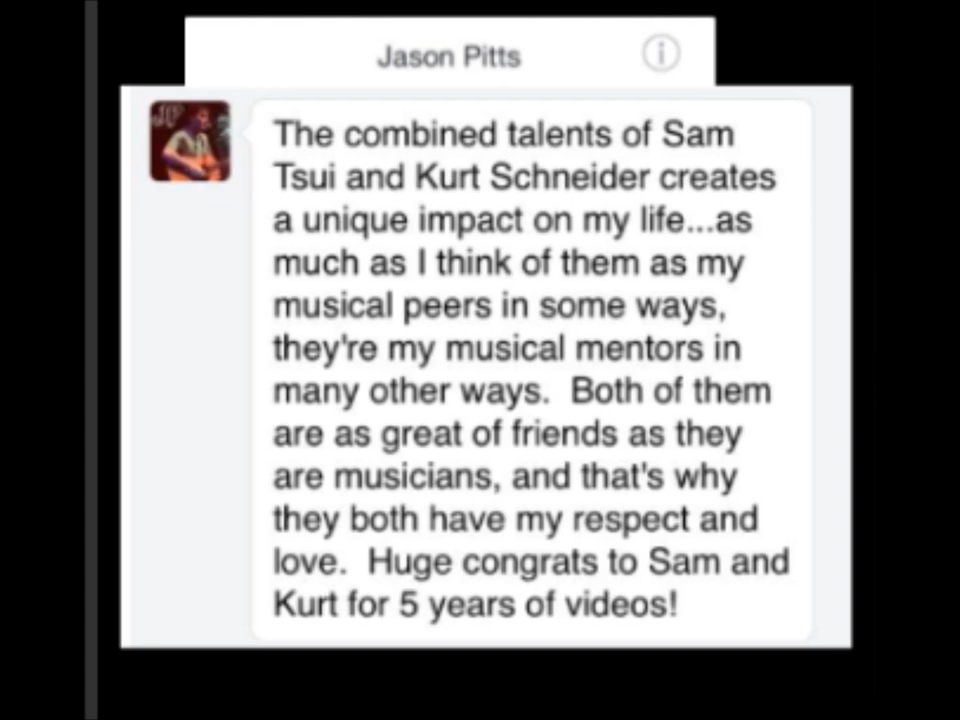 Jason Pitts
The combined talents of Sam
Tsui and Kurt Schneider creates
a unique impact on my life...as
much as I think of them as my
musical peers in some ways,
they're my musical mentors in
many other ways.  Both of them
are as great of friends as they
are musicians, and that's why
they both have my respect and
love.  Huge congrats to Sam and
Kurt for 5 years of videos!